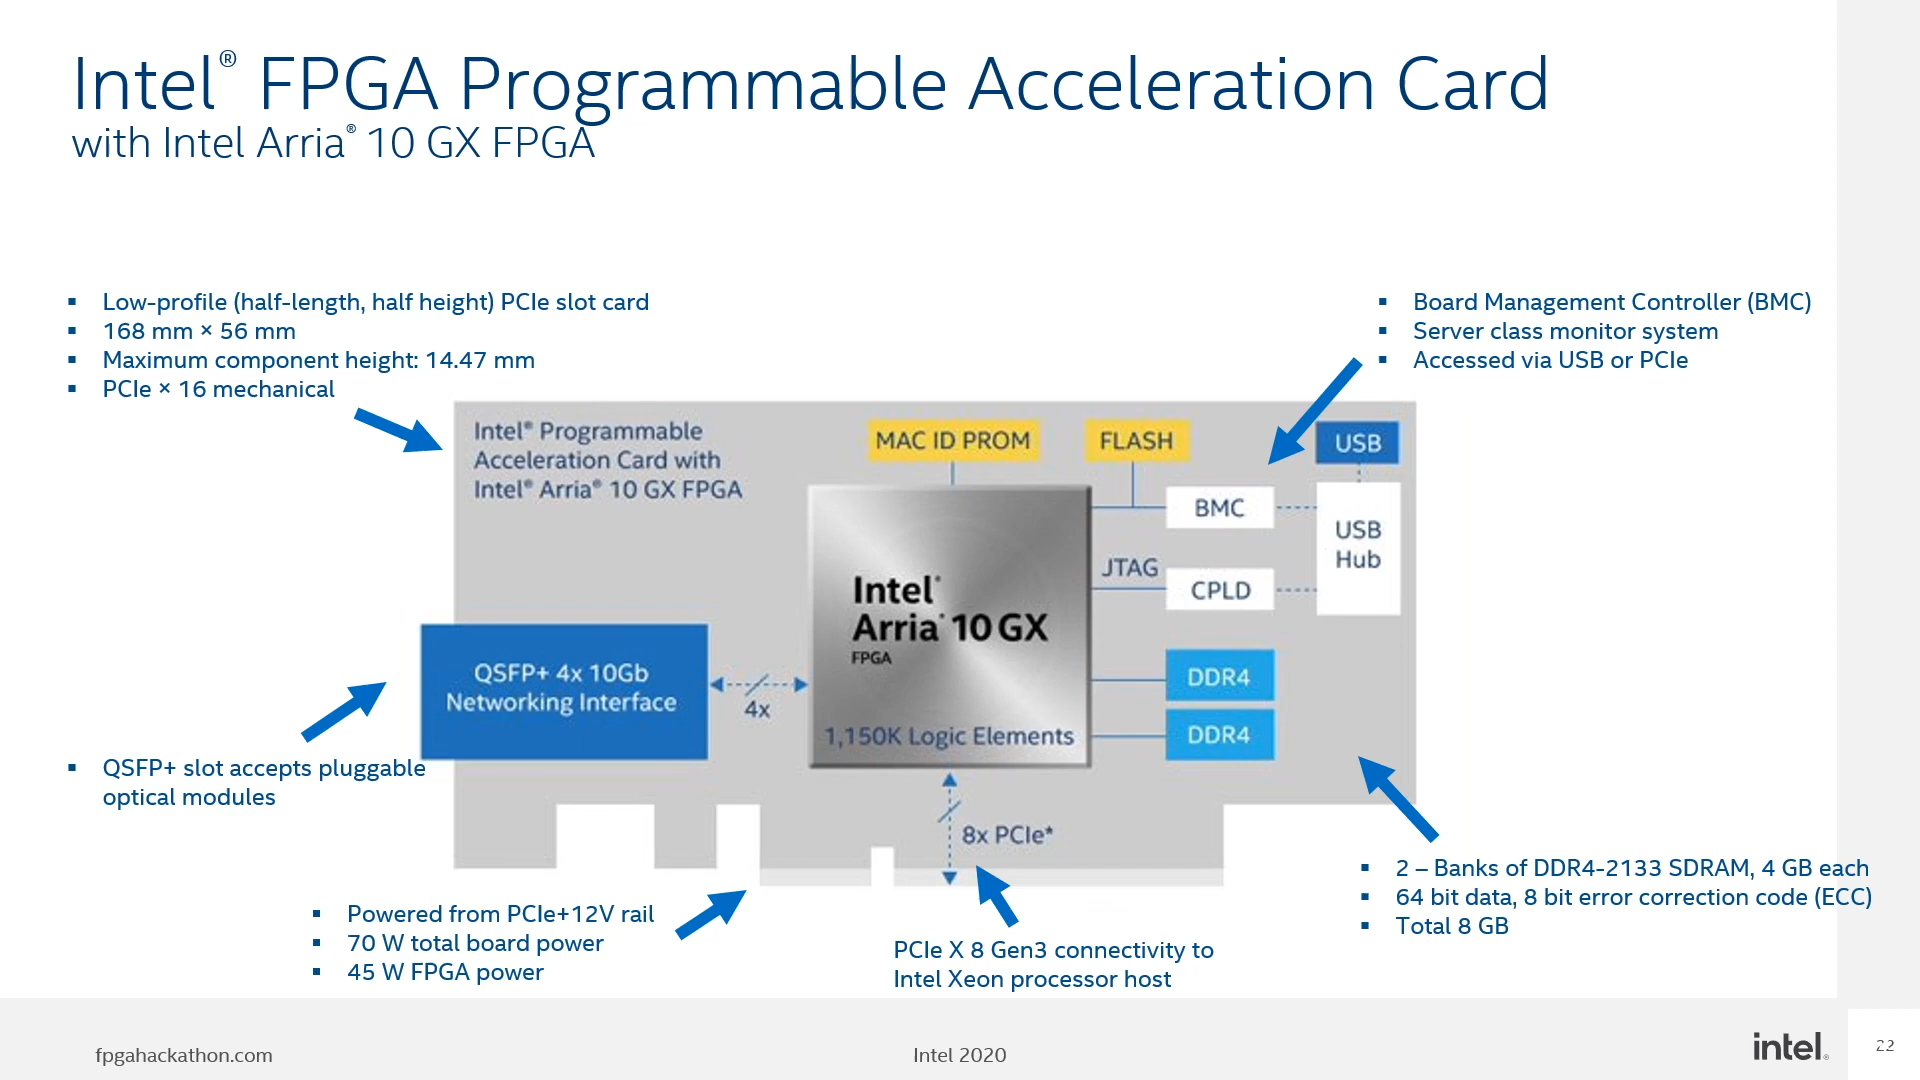 Intel® FPGA Programmable Acceleration Card
with Intel Arria® 10 GX FPGA
▪ Low-profile (half-length, half height) PCIe slot card
▪ 168 mm × 56 mm
▪ Maximum component height: 14.47 mm
▪ PCIe × 16 mechanical
▪ Board Management Controller (BMC)
▪ Server class monitor system
▪ Accessed via USB or PCIe
Intel® Programmable
Acceleration Card with
Intel® Arria® 10 GX FPGA
MAC ID PROM
FLASH
USB
BMC
USB
Hub
JTAG
CPLD
Intel®
Arria® 10 GX
FPGA
1,150K Logic Elements
QSFP+ 4x 10Gb
Networking Interface
4x
DDR4
DDR4
8x PCIe*
▪ QSFP+ slot accepts pluggable
optical modules
▪ Powered from PCIe+12V rail
▪ 70 W total board power
▪ 45 W FPGA power
PCIe X 8 Gen3 connectivity to
Intel Xeon processor host
▪ 2 – Banks of DDR4-2133 SDRAM, 4 GB each
▪ 64 bit data, 8 bit error correction code (ECC)
▪ Total 8 GB
fpgahackathon.com
Intel 2020
intel®
22